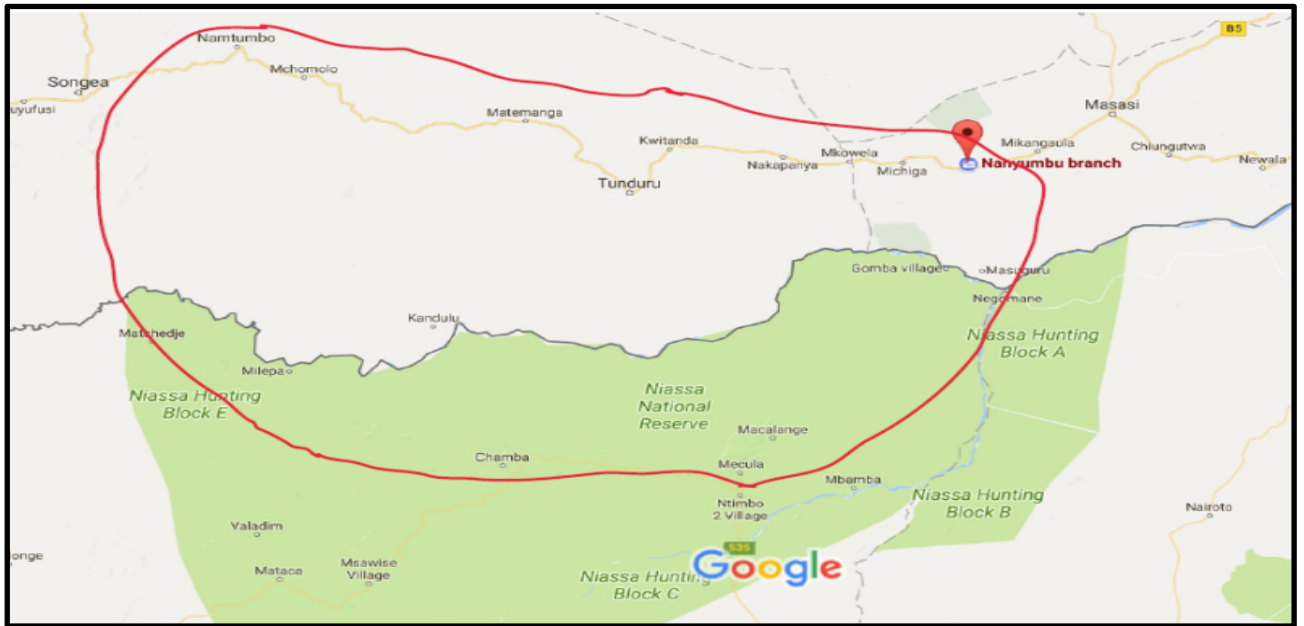 B5
Namtumbo
Songea
Mchomolo
uyufusi
Masasi
Matemanga
Kwitanda
Mkowela
Mikangaula
Chiungutwa
Nakapanya
Michiga
Nanyumbu branch
Newala
Tunduru
Gomba village
Masuguru
Negomane
Kandulu
Matchedje
Niassa Hunting
Block A
Milepa
Niassa Hunting
Block E
Niassa
National
Reserve
Macalange
Chamba
Mecula
Mbamba
Ntimbo
2 Village
Niassa Hunting
Block B
Nairoto
Valadim
535
onge
Msawise
Village
Mataca
Google
Niassa Hunting
Block C